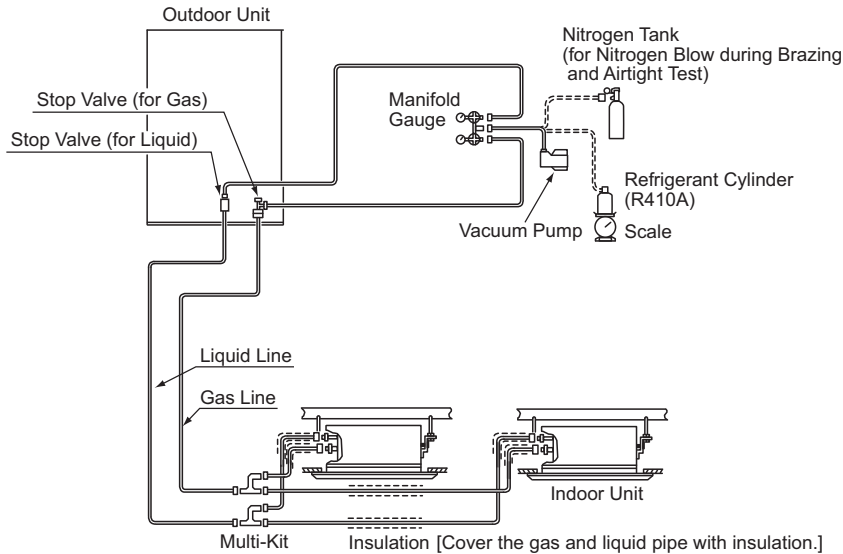 Outdoor Unit
Nitrogen Tank
(for Nitrogen Blow during Brazing
and Airtight Test)
Stop Valve (for Gas)
Manifold
Gauge
Stop Valve (for Liquid)
Refrigerant Cylinder
(R410A)
Vacuum Pump
Scale
Liquid Line
Gas Line
Indoor Unit
Multi-Kit
Insulation [Cover the gas and liquid pipe with insulation.]